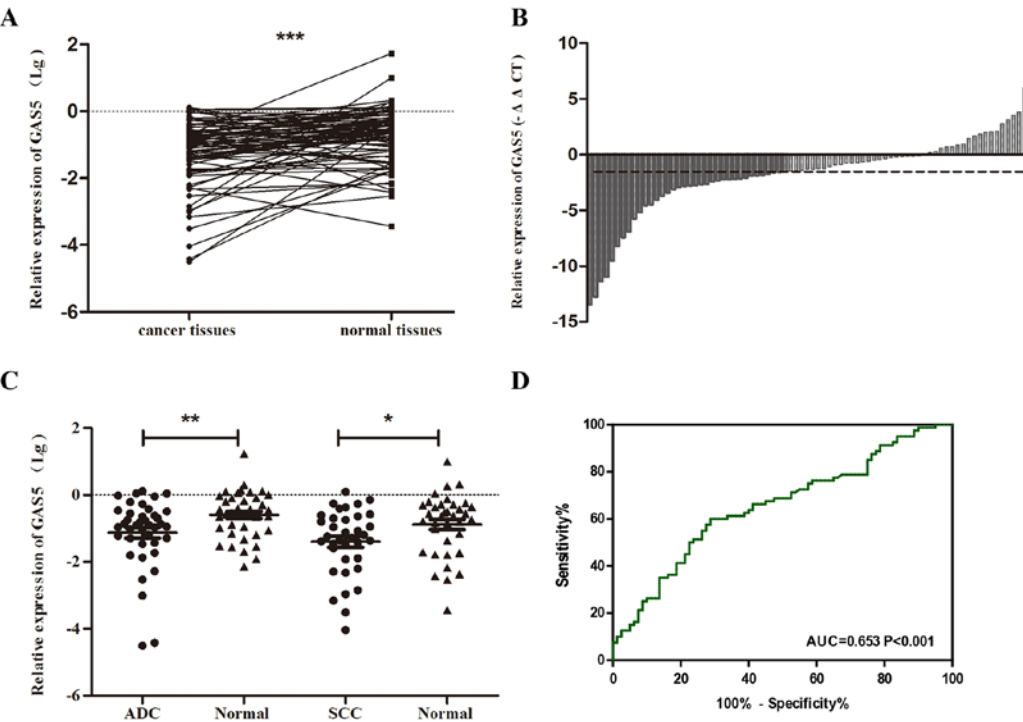 A
***
Relative expression of GAS5 （Lg）
2
0
-2
-4
-6
cancer tissues
normal tissues
B
Relative expression of GAS5 (- Δ Δ CT)
10
5
0
-5
-10
-15
C
**
*
Relative expression of GAS5 （Lg）
2
0
-2
-4
-6
ADC
Normal
SCC
Normal
D
Sensitivity%
100
80
60
40
20
0
AUC=0.653 P<0.001
0 20 40 60 80 100
100% - Specificity%